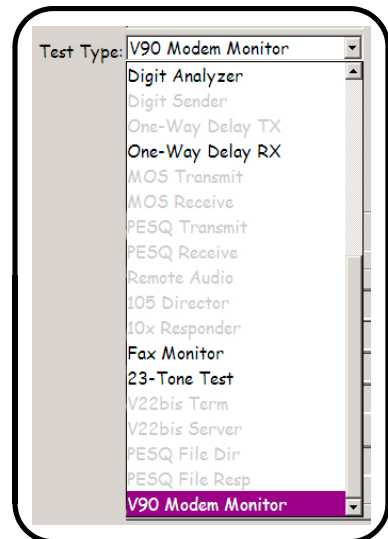 Test Type: V90 Modem Monitor
Digit Analyzer
Digit Sender
One-Way Delay TX
One-Way Delay RX
MOS Transmit
MOS Receive
PESQ Transmit
PESQ Receive
Remote Audio
105 Director
10x Responder
Fax Monitor
23-Tone Test
V22bis Term
V22bis Server
PESQ File Dir
PESQ File Resp
V90 Modem Monitor